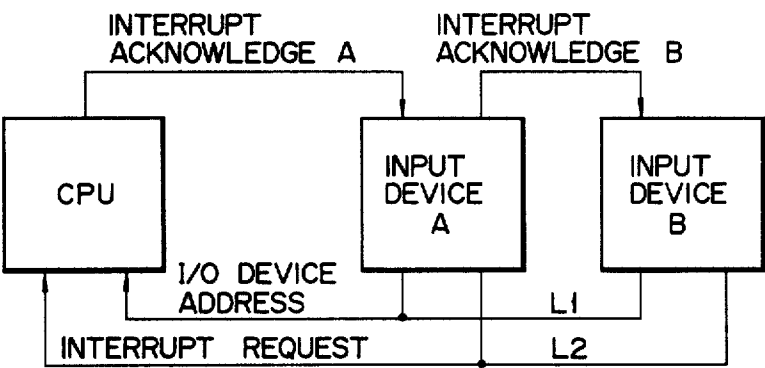 INTERRUPT
ACKNOWLEDGE A
INTERRUPT
ACKNOWLEDGE B
CPU
INPUT
DEVICE
A
INPUT
DEVICE
B
I/O DEVICE
ADDRESS
L1
INTERRUPT REQUEST
L2